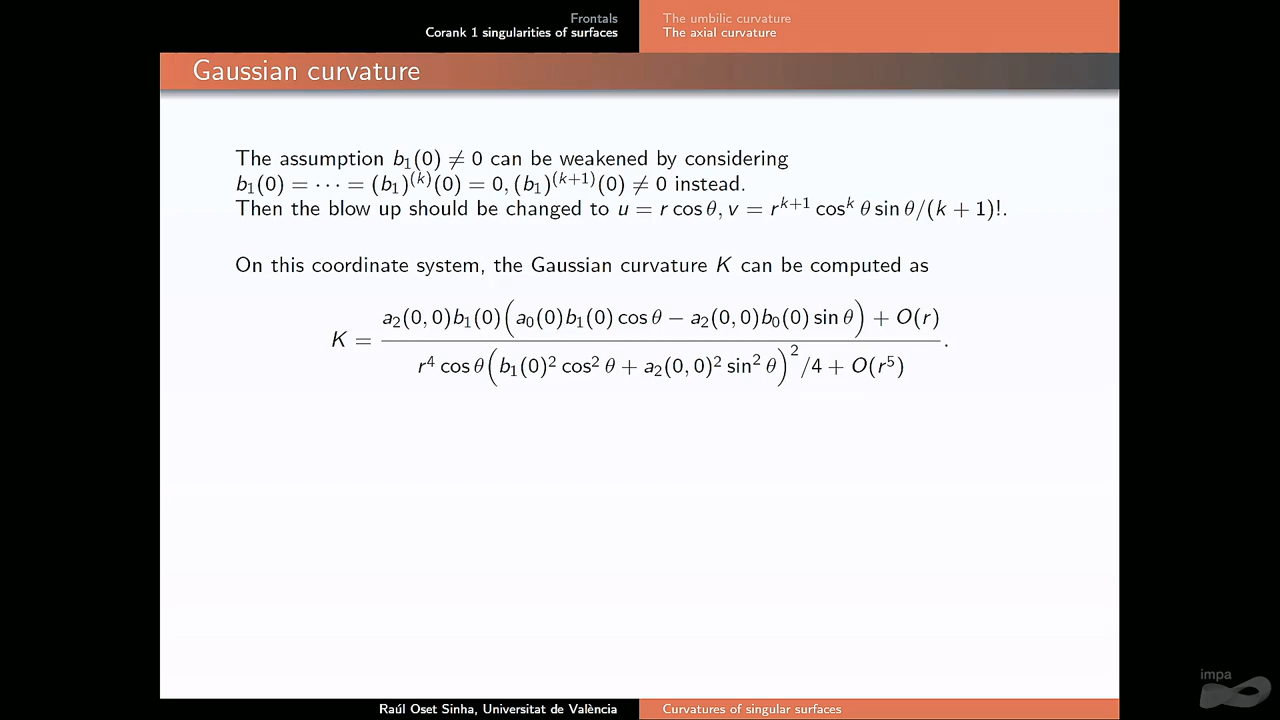 Frontals
Corank 1 singularities of surfaces
The umbilic curvature
The axial curvature
Gaussian curvature
The assumption b₁(0) ≠ 0 can be weakened by considering
b₁(0) = ⋯ = (b₁)⁽ᵏ⁾(0) = 0, (b₁)⁽ᵏ⁺¹⁾(0) ≠ 0 instead.
Then the blow up should be changed to u = r cos θ, v = rᵏ⁺¹ cosᵏ θ sin θ/(k + 1)!.
On this coordinate system, the Gaussian curvature K can be computed as
K = a₂(0, 0)b₁(0)(a₀(0)b₁(0) cos θ − a₂(0, 0)b₀(0) sin θ) + O(r)
r⁴ cos θ(b₁(0)² cos² θ + a₂(0, 0)² sin² θ)²/4 + O(r⁵) .
impa
Raúl Oset Sinha, Universitat de València
Curvatures of singular surfaces